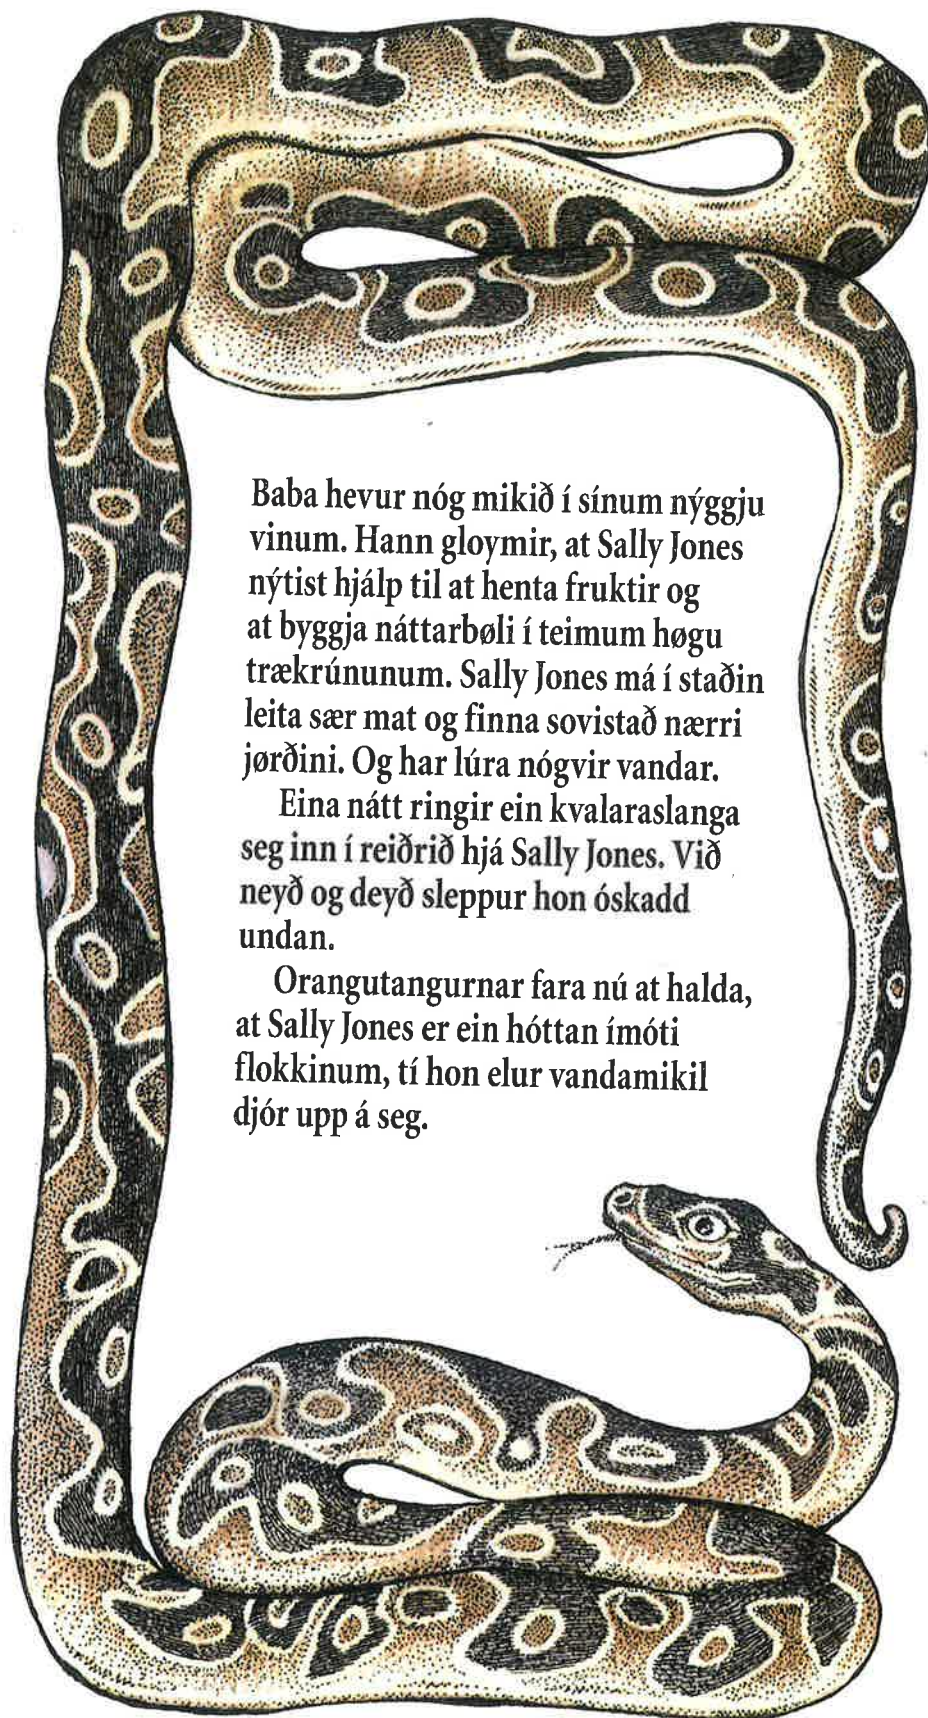 Baba hevur nóg mikið í sínum nýggju
vinum. Hann gloymir, at Sally Jones
nýtist hjálp til at henta fruktir og
at byggja náttarbøli í teimum høgu
trækrúnunum. Sally Jones má í staðin
leita sær mat og finna sovistað nærri
jørðini. Og har lúra nógvir vandar.
Eina nátt ringir ein kvalaraslanga
seg inn í reiðrið hjá Sally Jones. Við
neyð og deyð sleppur hon óskadd
undan.
Orangutangurnar fara nú at halda,
at Sally Jones er ein hóttan ímóti
flokkinum, tí hon elur vandamikil
djór upp á seg.